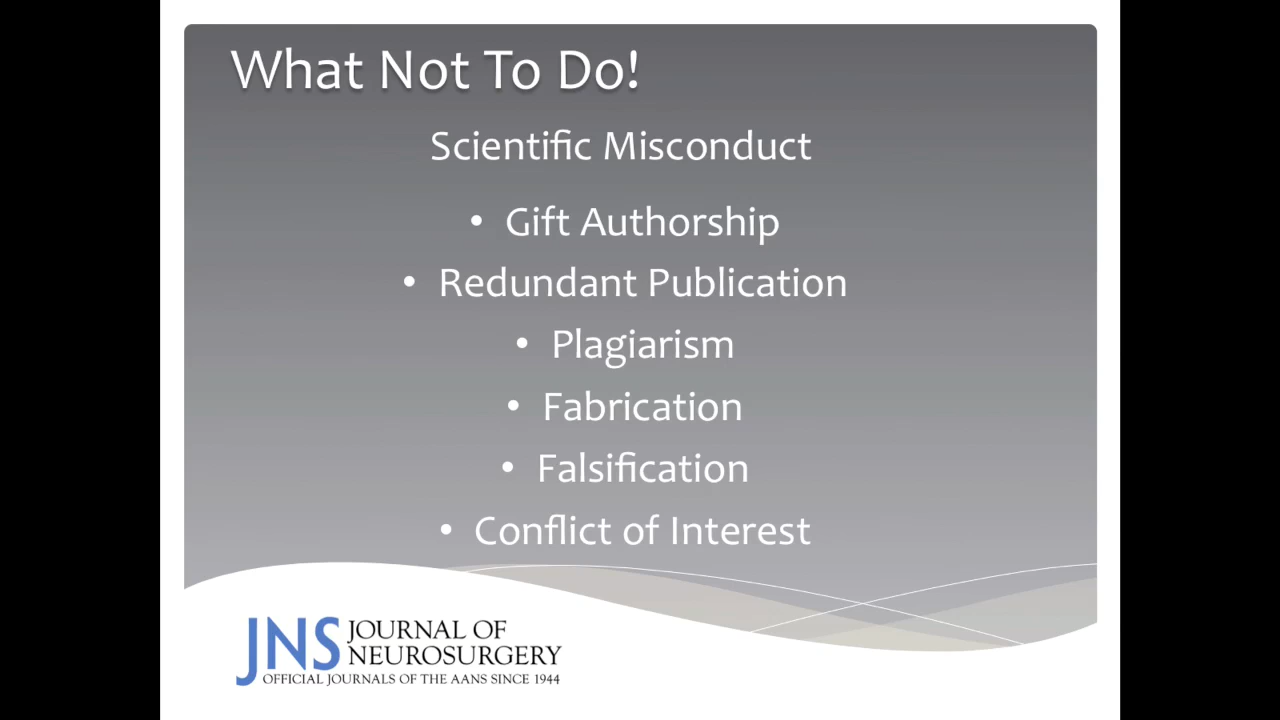 What Not To Do!
Scientific Misconduct
• Gift Authorship
• Redundant Publication
• Plagiarism
• Fabrication
• Falsification
• Conflict of Interest
JNS JOURNAL OF
NEUROSURGERY
OFFICIAL JOURNALS OF THE AANS SINCE 1944